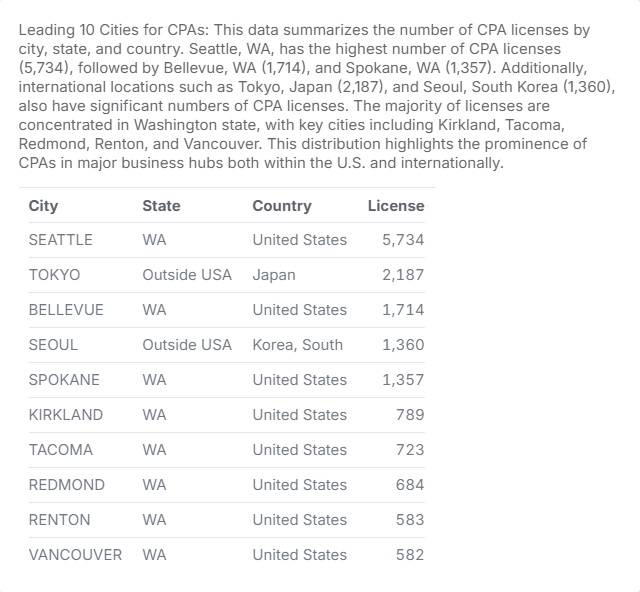 Leading 10 Cities for CPAs: This data summarizes the number of CPA licenses by
city, state, and country. Seattle, WA, has the highest number of CPA licenses
(5,734), followed by Bellevue, WA (1,714), and Spokane, WA (1,357). Additionally,
international locations such as Tokyo, Japan (2,187), and Seoul, South Korea (1,360),
also have significant numbers of CPA licenses. The majority of licenses are
concentrated in Washington state, with key cities including Kirkland, Tacoma,
Redmond, Renton, and Vancouver. This distribution highlights the prominence of
CPAs in major business hubs both within the U.S. and internationally.
City State Country License
SEATTLE WA United States 5,734
TOKYO Outside USA Japan 2,187
BELLEVUE WA United States 1,714
SEOUL Outside USA Korea, South 1,360
SPOKANE WA United States 1,357
KIRKLAND WA United States 789
TACOMA WA United States 723
REDMOND WA United States 684
RENTON WA United States 583
VANCOUVER WA United States 582